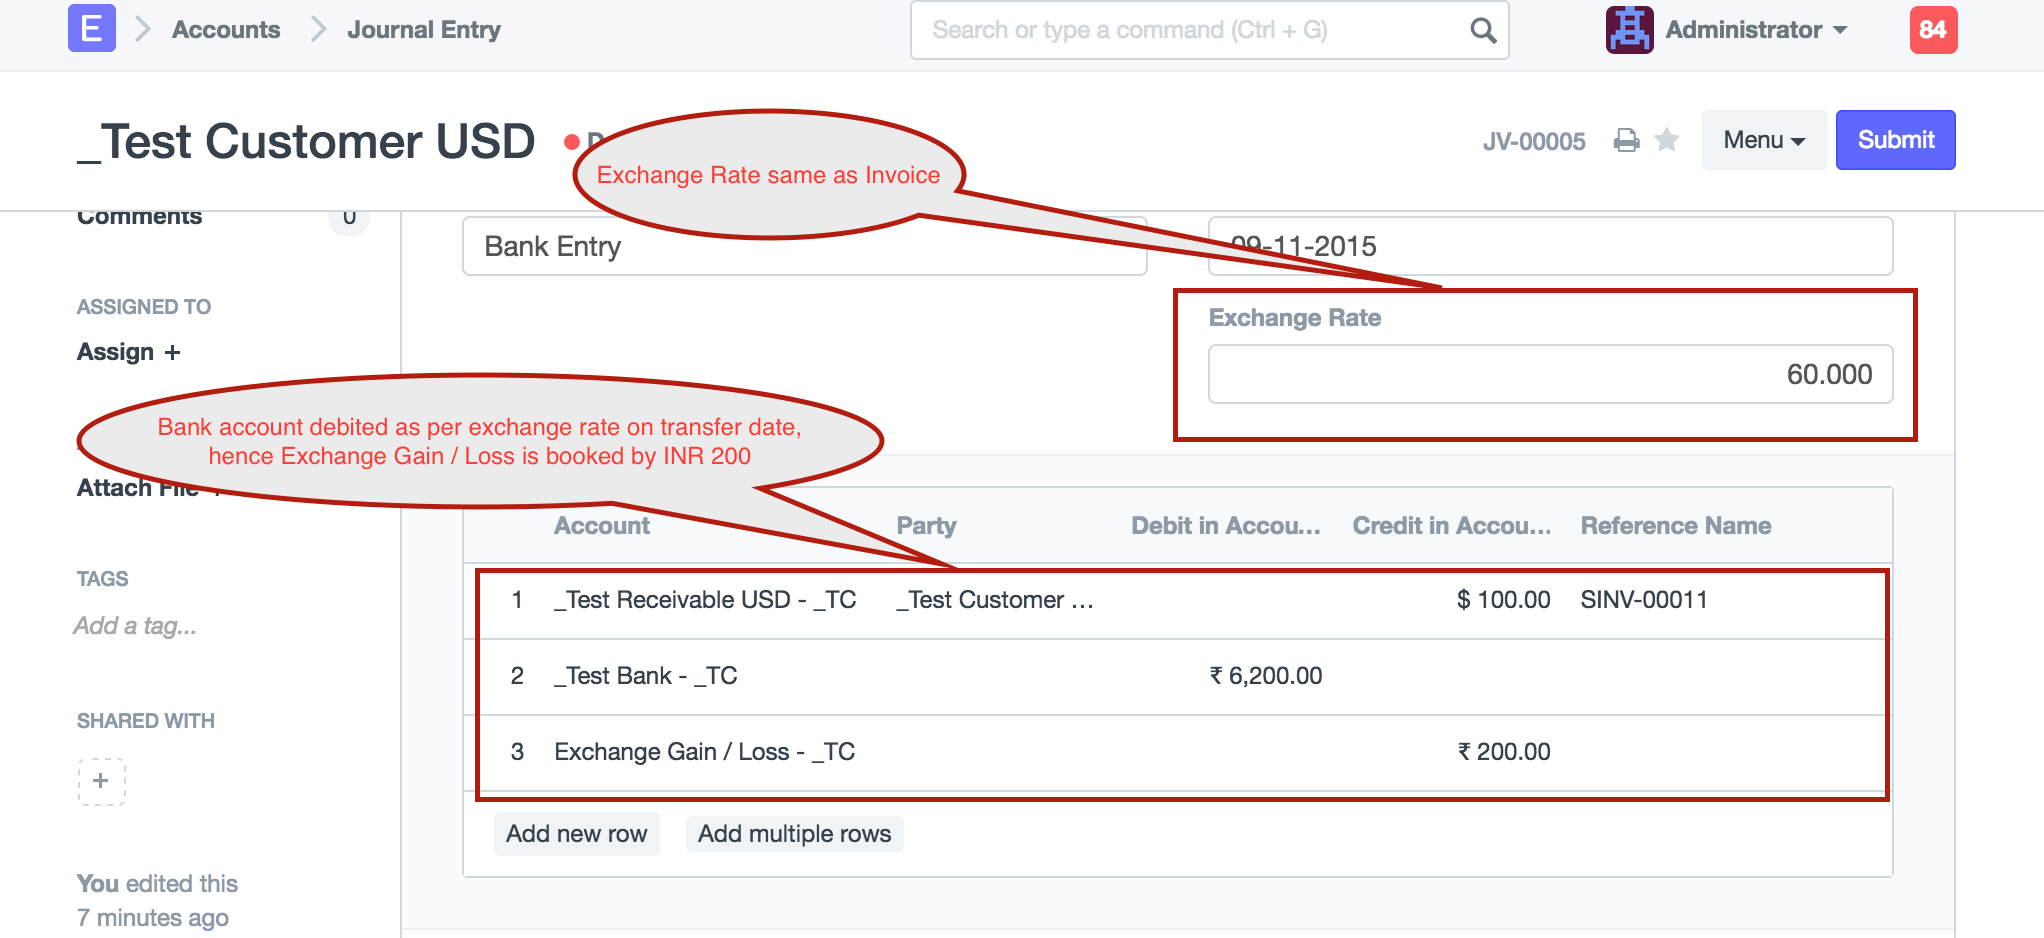 E Accounts Journal Entry Search or type a command (Ctrl + G) Administrator 84
_Test Customer USD JV-00005 Menu Submit
Exchange Rate same as Invoice
Comments 0
Bank Entry 09-11-2015
ASSIGNED TO
Exchange Rate
Assign +
60.000
Bank account debited as per exchange rate on transfer date,
hence Exchange Gain / Loss is booked by INR 200
Attach File +
Account Party Debit in Accou... Credit in Accou... Reference Name
TAGS
1 _Test Receivable USD - _TC _Test Customer ... $ 100.00 SINV-00011
Add a tag...
2 _Test Bank - _TC ₹ 6,200.00
SHARED WITH
3 Exchange Gain / Loss - _TC ₹ 200.00
+
Add new row Add multiple rows
You edited this
7 minutes ago